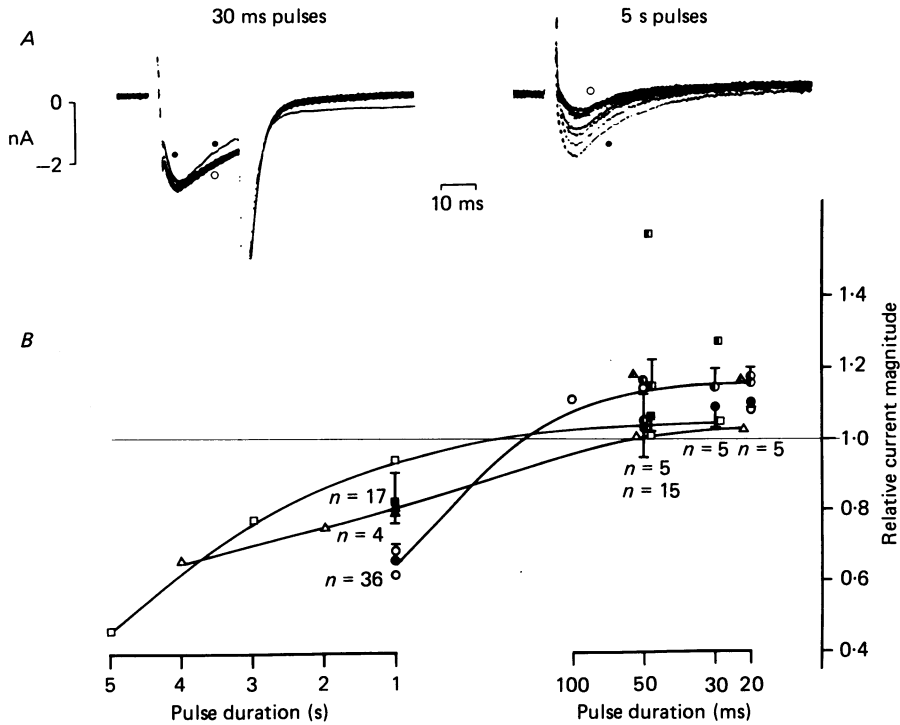 30 ms pulses 5 s pulses
A
0
nA
−2
10 ms
B
1·4
1·2
1·0
0·8
0·6
0·4
Relative current magnitude
n = 5 n = 5 n = 5
n = 15
n = 17
n = 4
n = 36
5 4 3 2 1 100 50 30 20
Pulse duration (s) Pulse duration (ms)